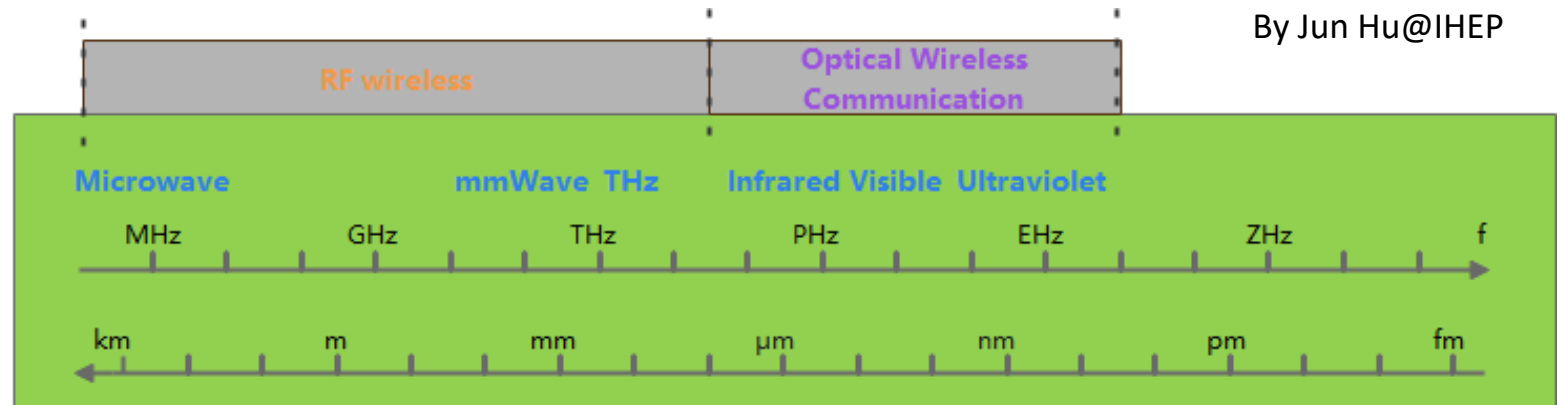 By Jun Hu@IHEP
RF wireless
Optical Wireless
Communication
Microwave mmWave THz Infrared Visible Ultraviolet
MHz GHz THz PHz EHz ZHz f
km m mm μm nm pm fm